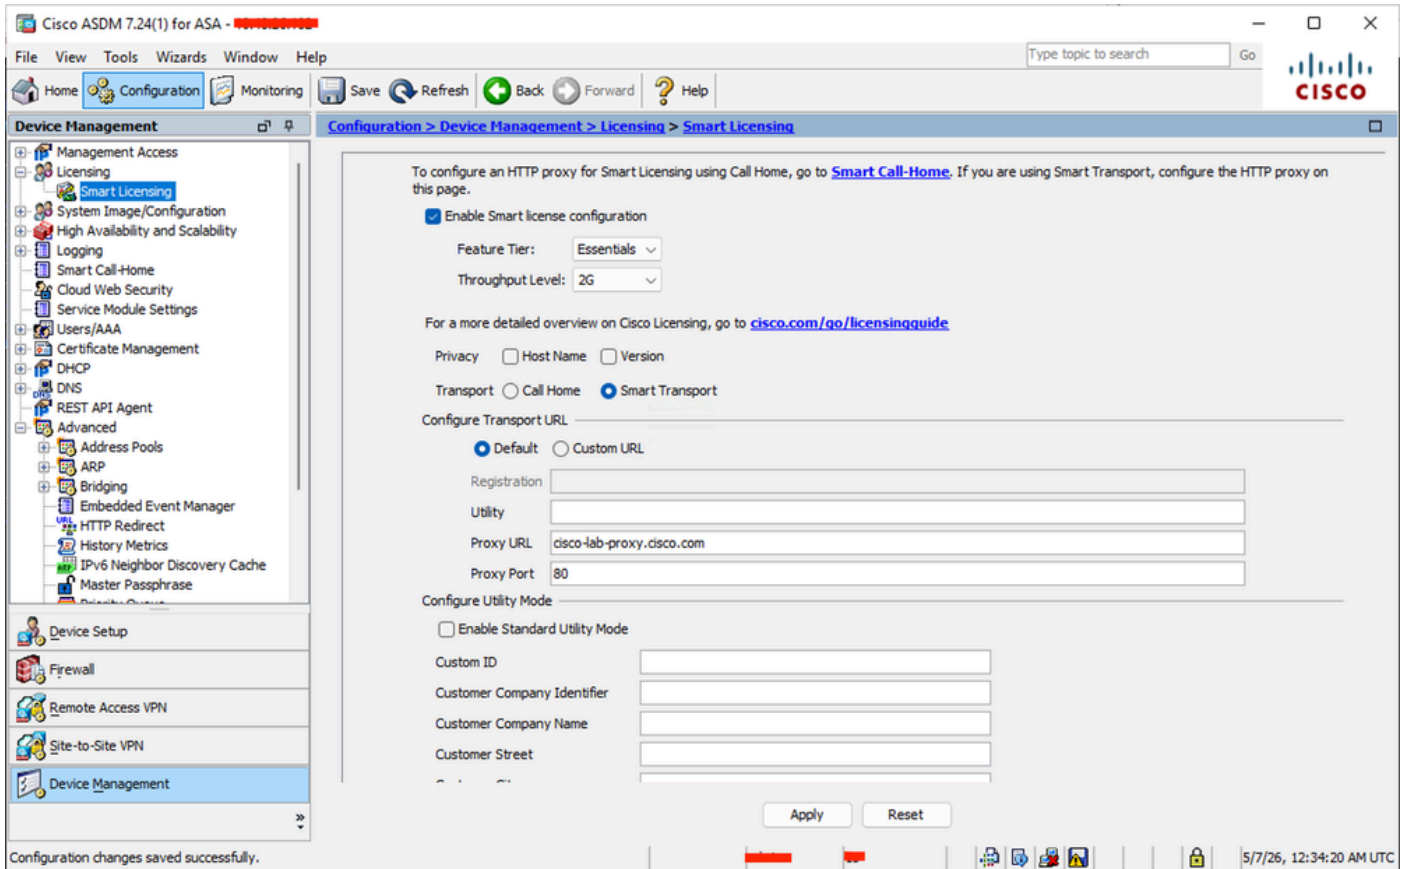 Cisco ASDM 7.24(1) for ASA -
File View Tools Wizards Window Help
Type topic to search Go
Home Configuration Monitoring Save Refresh Back Forward Help
CISCO
Device Management
Configuration > Device Management > Licensing > Smart Licensing
Management Access
Licensing
Smart Licensing
System Image/Configuration
High Availability and Scalability
Logging
Smart Call-Home
Cloud Web Security
Service Module Settings
Users/AAA
Certificate Management
DHCP
DNS
REST API Agent
Advanced
Address Pools
ARP
Bridging
Embedded Event Manager
HTTP Redirect
History Metrics
IPv6 Neighbor Discovery Cache
Master Passphrase
Device Setup
Firewall
Remote Access VPN
Site-to-Site VPN
Device Management
To configure an HTTP proxy for Smart Licensing using Call Home, go to Smart Call-Home. If you are using Smart Transport, configure the HTTP proxy on
this page.
Enable Smart license configuration
Feature Tier: Essentials
Throughput Level: 2G
For a more detailed overview on Cisco Licensing, go to cisco.com/go/licensingguide
Privacy Host Name Version
Transport Call Home Smart Transport
Configure Transport URL
Default Custom URL
Registration
Utility
Proxy URL cisco-lab-proxy.cisco.com
Proxy Port 80
Configure Utility Mode
Enable Standard Utility Mode
Custom ID
Customer Company Identifier
Customer Company Name
Customer Street
Apply Reset
Configuration changes saved successfully.
5/7/26, 12:34:20 AM UTC